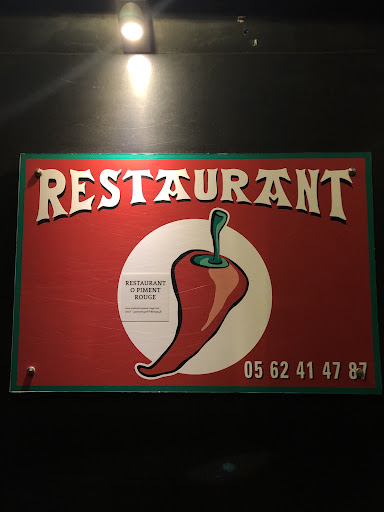 RESTAURANT
RESTAURANT
O PIMENT
ROUGE
05 62 41 47 87